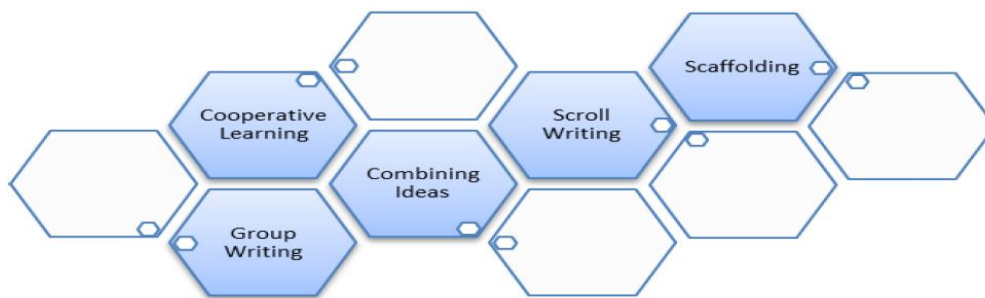 Scaffolding
Cooperative
Learning
Scroll
Writing
Combining
Ideas
Group
Writing